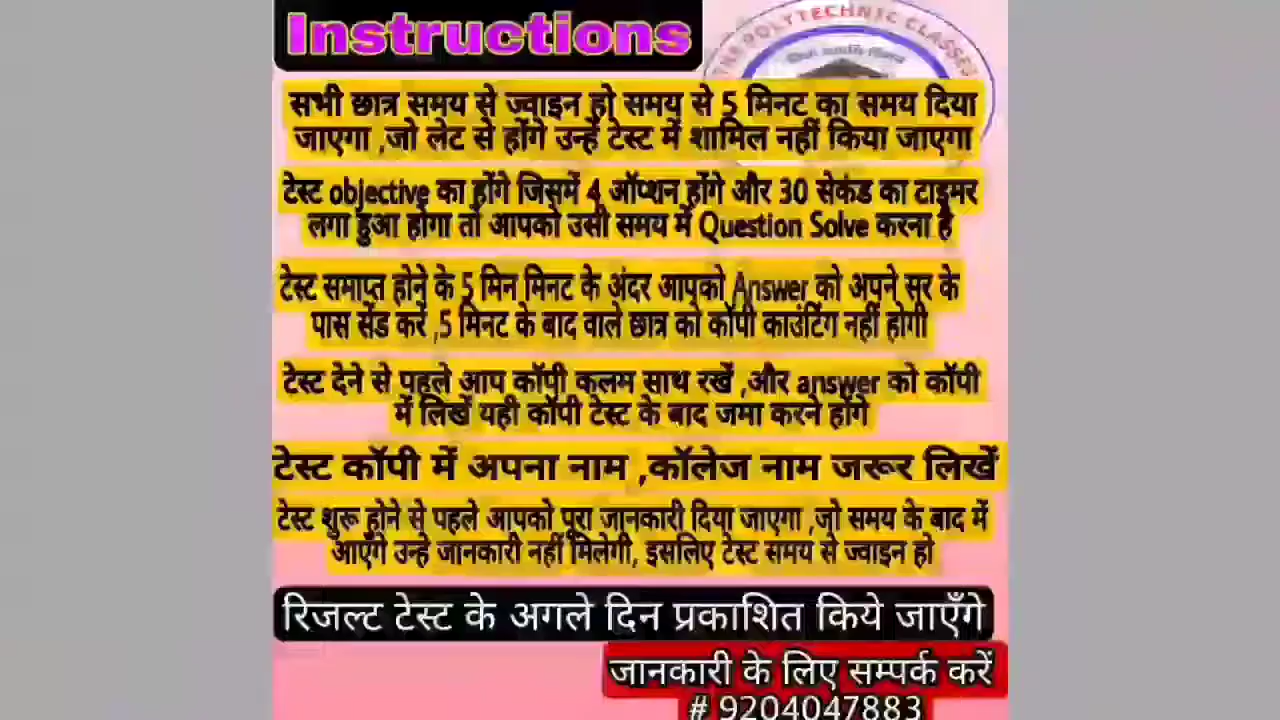 Instructions
THE POLYTECHNIC CLASSES
सभी छात्र समय से ज्वाइन हो समय से 5 मिनट का समय दिया
जाएगा ,जो लेट से होंगे उन्हें टेस्ट में शामिल नहीं किया जाएगा
टेस्ट objective का होंगे जिसमें 4 ऑप्शन होंगे और 30 सेकंड का टाइमर
लगा हुआ होगा तो आपको उसी समय में Question Solve करना है
टेस्ट समाप्त होने के 5 मिन मिनट के अंदर आपको Answer को अपने सर के
पास सेंड करें ,5 मिनट के बाद वाले छात्र को कॉपी काउंटिंग नहीं होगी
टेस्ट देने से पहले आप कॉपी कलम साथ रखें ,और answer को कॉपी
में लिखें यही कॉपी टेस्ट के बाद जमा करने होंगे
टेस्ट कॉपी में अपना नाम ,कॉलेज नाम जरूर लिखें
टेस्ट शुरू होने से पहले आपको पूरा जानकारी दिया जाएगा ,जो समय के बाद में
आएँगे उन्हे जानकारी नहीं मिलेगी, इसलिए टेस्ट समय से ज्वाइन हो
रिजल्ट टेस्ट के अगले दिन प्रकाशित किये जाएँगे
जानकारी के लिए सम्पर्क करें
# 9204047883